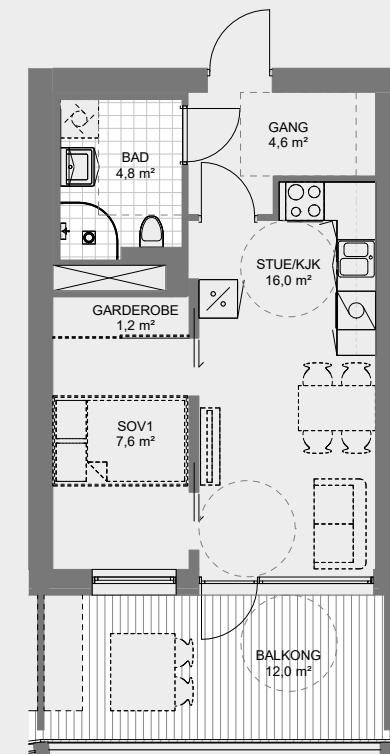 GANG
4,6 m²
BAD
4,8 m²
STUE/KJK
16,0 m²
GARDEROBE
1,2 m²
SOV1
7,6 m²
BALKONG
12,0 m²